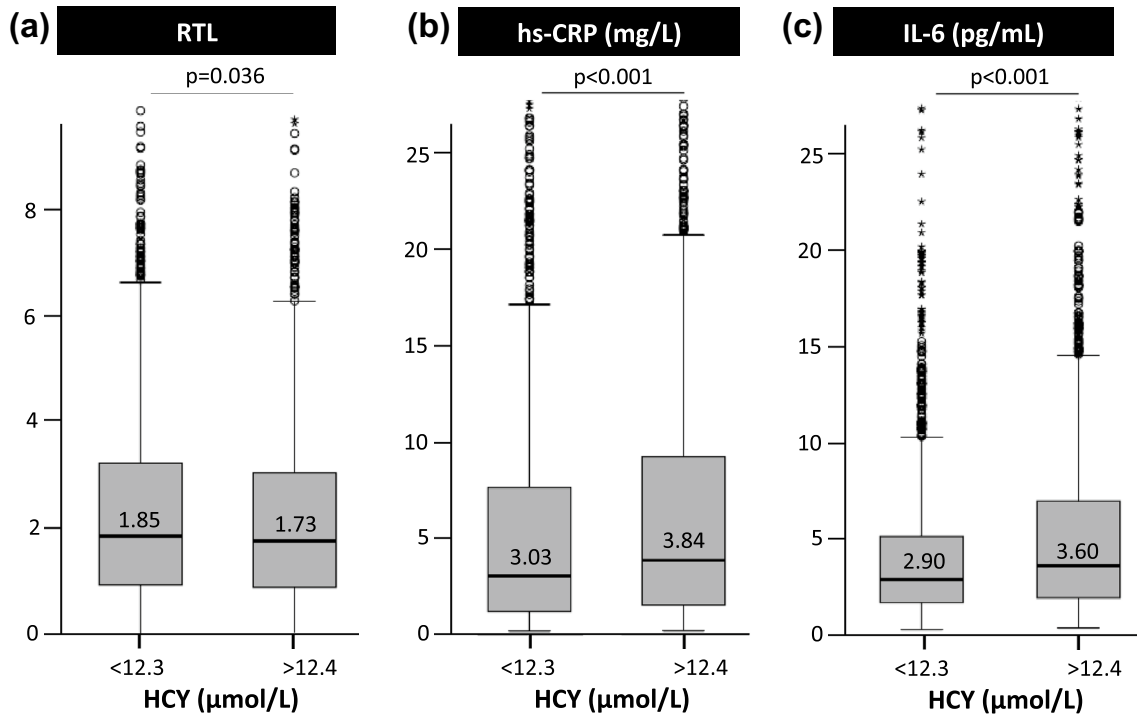 (a) RTL
p=0.036
8
6
4
2
0
1.85
1.73
<12.3 >12.4
HCY (µmol/L)
(b) hs-CRP (mg/L)
p<0.001
25
20
15
10
5
0
3.03
3.84
<12.3 >12.4
HCY (µmol/L)
(c) IL-6 (pg/mL)
p<0.001
25
20
15
10
5
0
2.90
3.60
<12.3 >12.4
HCY (µmol/L)